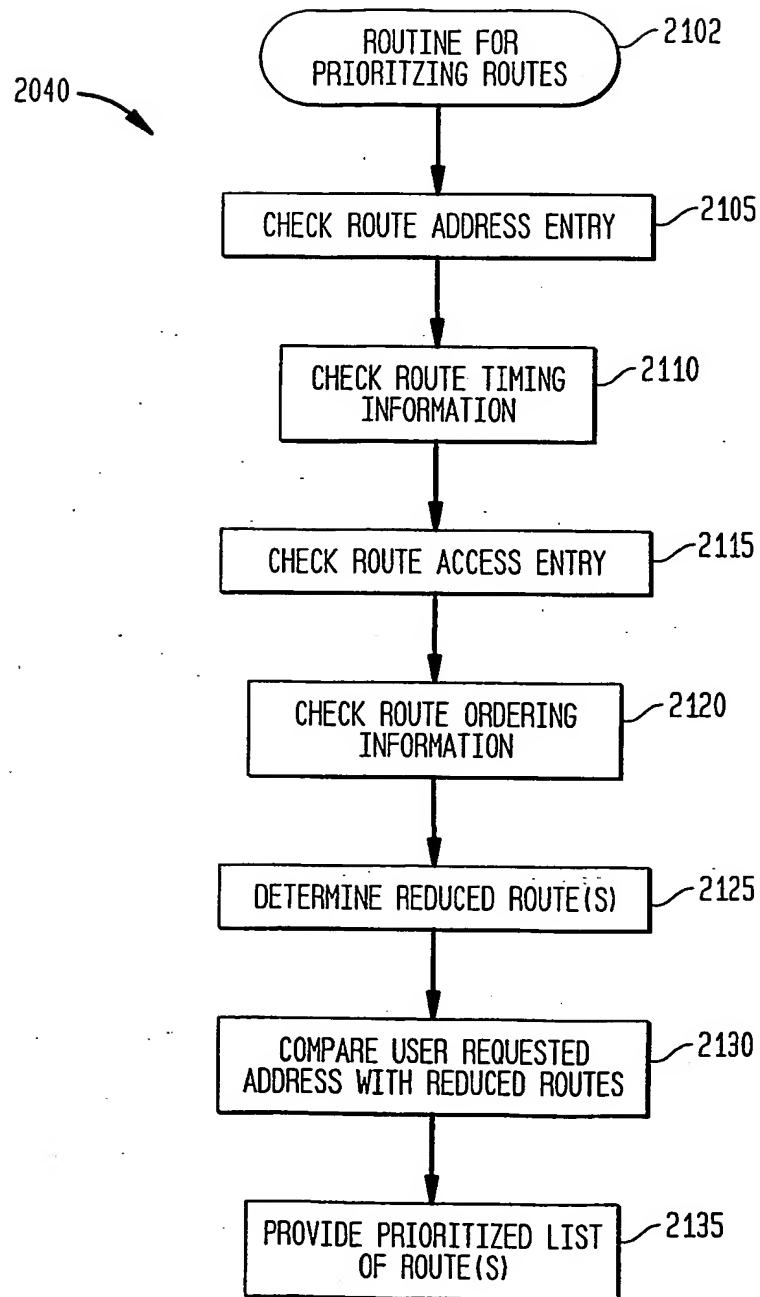 ROUTINE FOR
PRIORITZING ROUTES
2102
2040
CHECK ROUTE ADDRESS ENTRY
2105
CHECK ROUTE TIMING
INFORMATION
2110
CHECK ROUTE ACCESS ENTRY
2115
CHECK ROUTE ORDERING
INFORMATION
2120
DETERMINE REDUCED ROUTE(S)
2125
COMPARE USER REQUESTED
ADDRESS WITH REDUCED ROUTES
2130
PROVIDE PRIORITIZED LIST
OF ROUTE(S)
2135